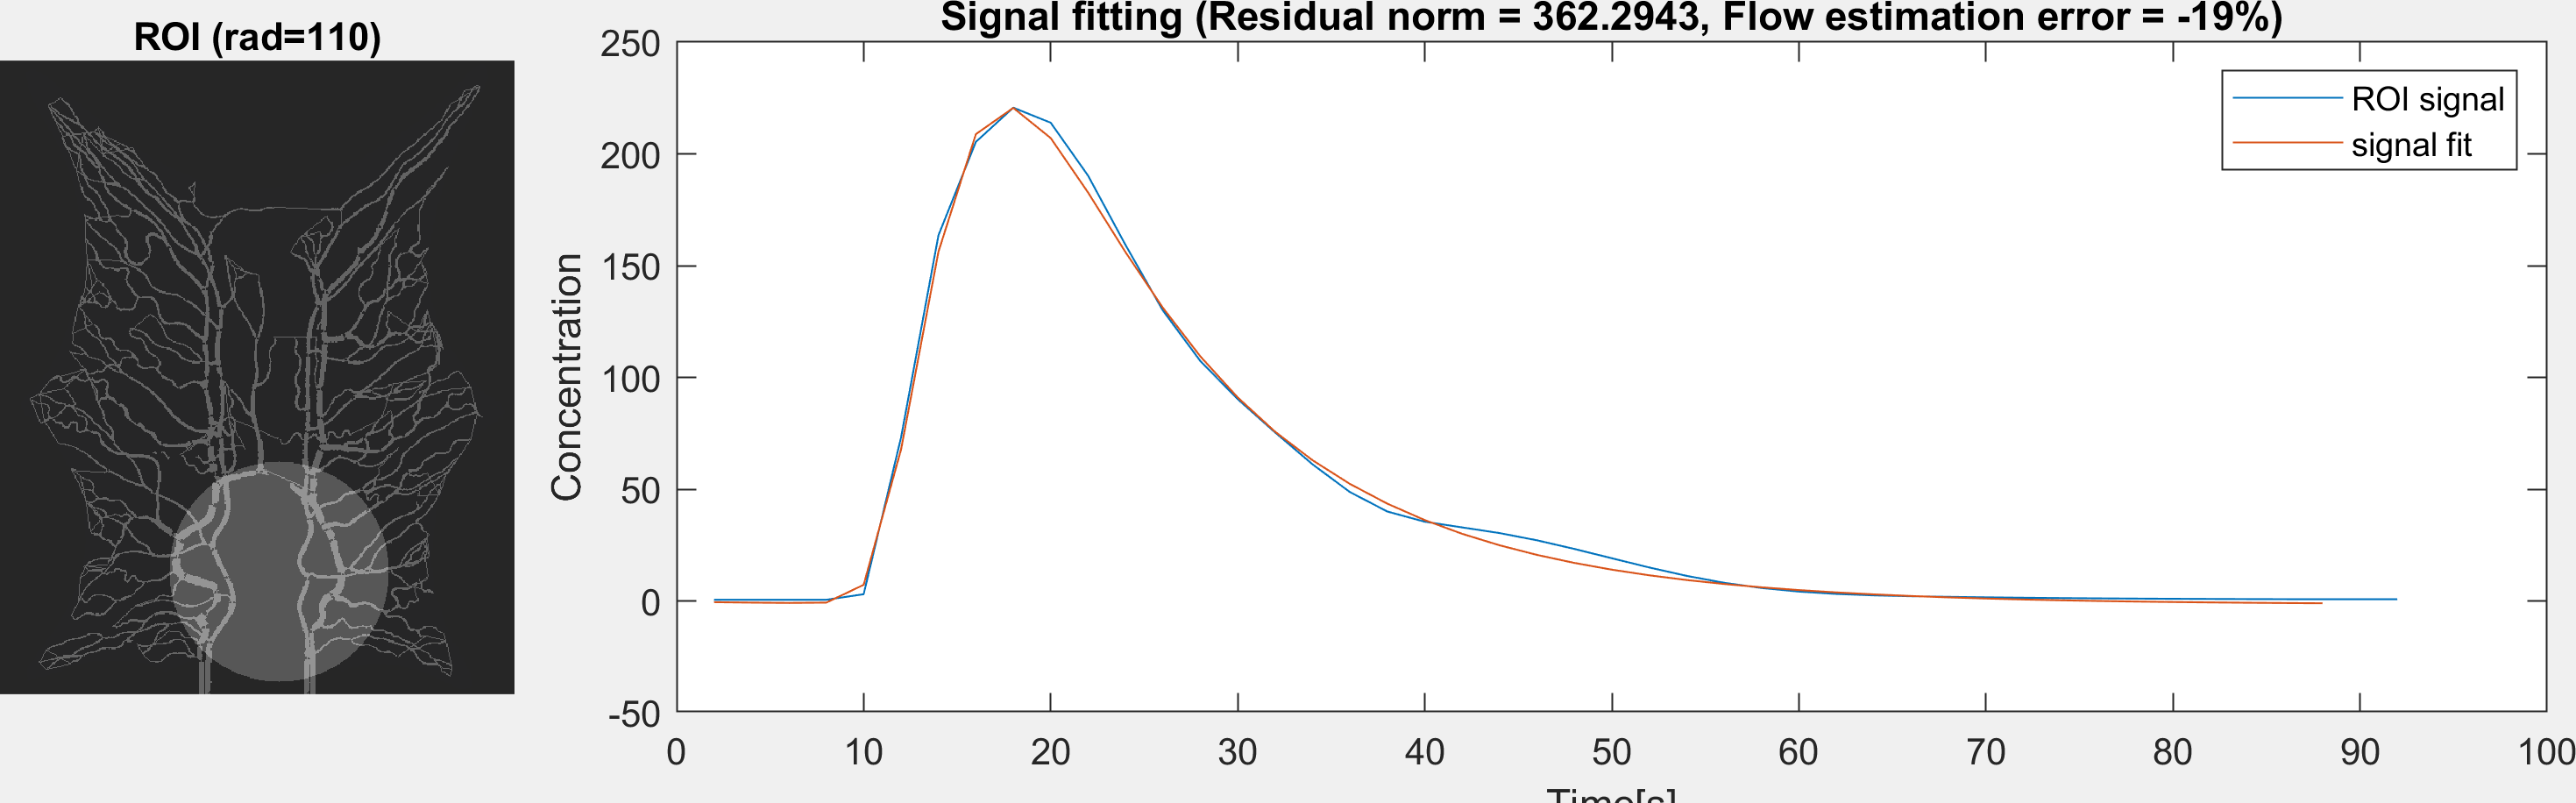 ROI (rad=110)
Signal fitting (Residual norm = 362.2943, Flow estimation error = -19%)
250
200
150
100
50
0
-50
Concentration
ROI signal
signal fit
0 10 20 30 40 50 60 70 80 90 100
Time[s]